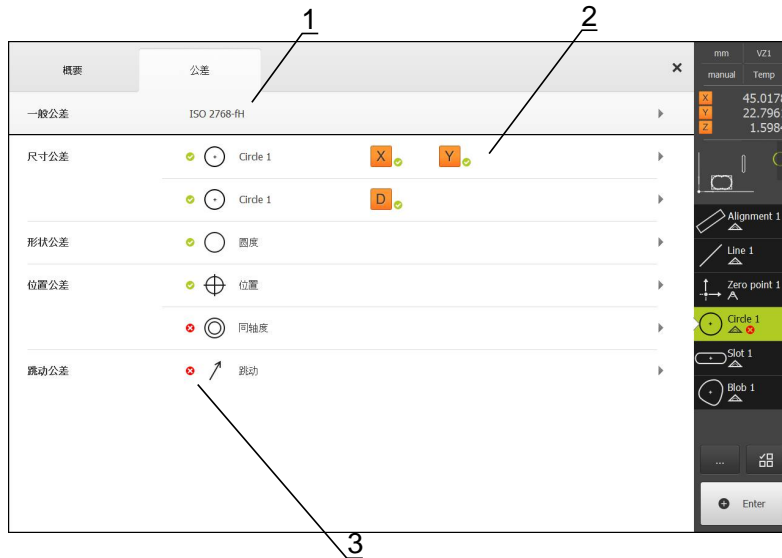 1
2
概要
公差
×
一般公差
ISO 2768-fH
尺寸公差
Circle 1
X
Y
Circle 1
D
形状公差
圆度
位置公差
位置
同轴度
跳动公差
跳动
3
mm VZ1
manual Temp
X 45.0178
Y 22.796
Z 1.598
Alignment 1
Line 1
Zero point 1
Circle 1
Slot 1
Blob 1
...
Enter